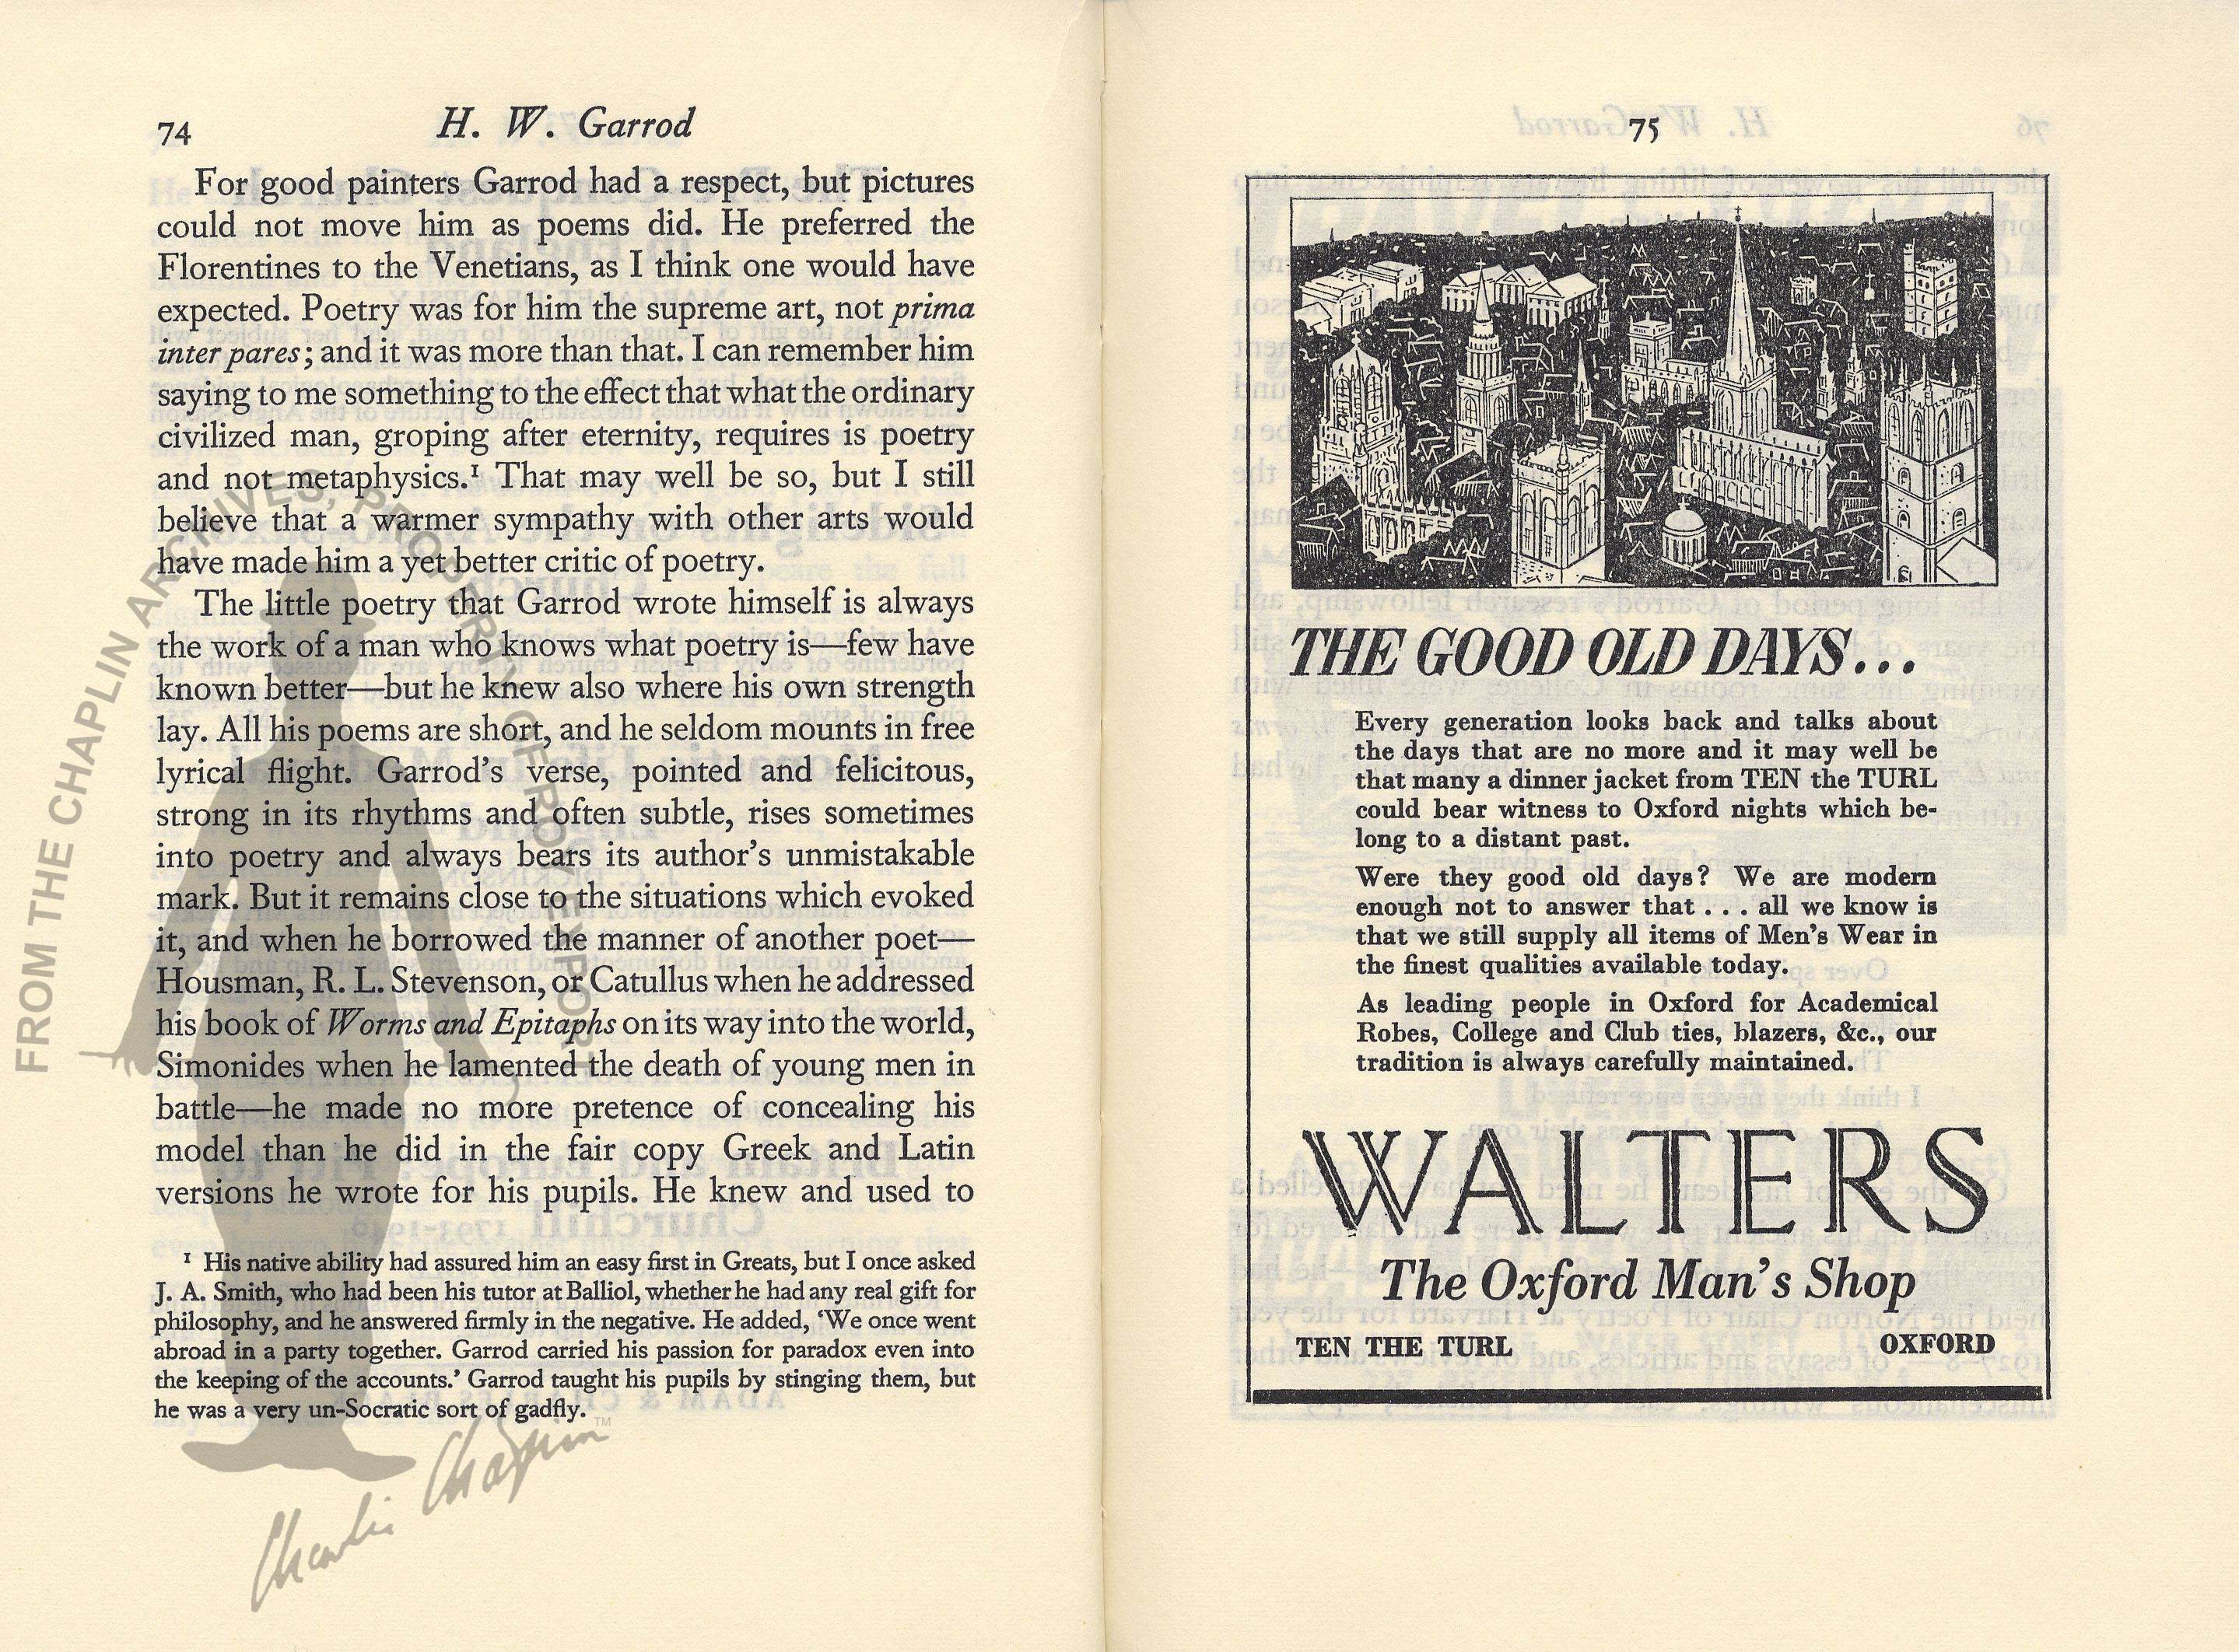 74
H. W. Garrod
For good painters Garrod had a respect, but pictures
could not move him as poems did. He preferred the
Florentines to the Venetians, as I think one would have
expected. Poetry was for him the supreme art, not prima
inter pares; and it was more than that. I can remember him
saying to me something to the effect that what the ordinary
civilized man, groping after eternity, requires is poetry
and not metaphysics.¹ That may well be so, but I still
believe that a warmer sympathy with other arts would
have made him a yet better critic of poetry.
The little poetry that Garrod wrote himself is always
the work of a man who knows what poetry is—few have
known better—but he knew also where his own strength
lay. All his poems are short, and he seldom mounts in free
lyrical flight. Garrod's verse, pointed and felicitous,
strong in its rhythms and often subtle, rises sometimes
into poetry and always bears its author's unmistakable
mark. But it remains close to the situations which evoked
it, and when he borrowed the manner of another poet—
Housman, R. L. Stevenson, or Catullus when he addressed
his book of Worms and Epitaphs on its way into the world,
Simonides when he lamented the death of young men in
battle—he made no more pretence of concealing his
model than he did in the fair copy Greek and Latin
versions he wrote for his pupils. He knew and used to
¹ His native ability had assured him an easy first in Greats, but I once asked
J. A. Smith, who had been his tutor at Balliol, whether he had any real gift for
philosophy, and he answered firmly in the negative. He added, 'We once went
abroad in a party together. Garrod carried his passion for paradox even into
the keeping of the accounts.' Garrod taught his pupils by stinging them, but
he was a very un-Socratic sort of gadfly.
FROM THE CHAPLIN ARCHIVES, PROPERTY OF ROY EXPORT
Charlie Chaplin ™
75
THE GOOD OLD DAYS...
Every generation looks back and talks about
the days that are no more and it may well be
that many a dinner jacket from TEN the TURL
could bear witness to Oxford nights which be-
long to a distant past.
Were they good old days? We are modern
enough not to answer that . . . all we know is
that we still supply all items of Men's Wear in
the finest qualities available today.
As leading people in Oxford for Academical
Robes, College and Club ties, blazers, &c., our
tradition is always carefully maintained.
WALTERS
The Oxford Man's Shop
TEN THE TURL OXFORD